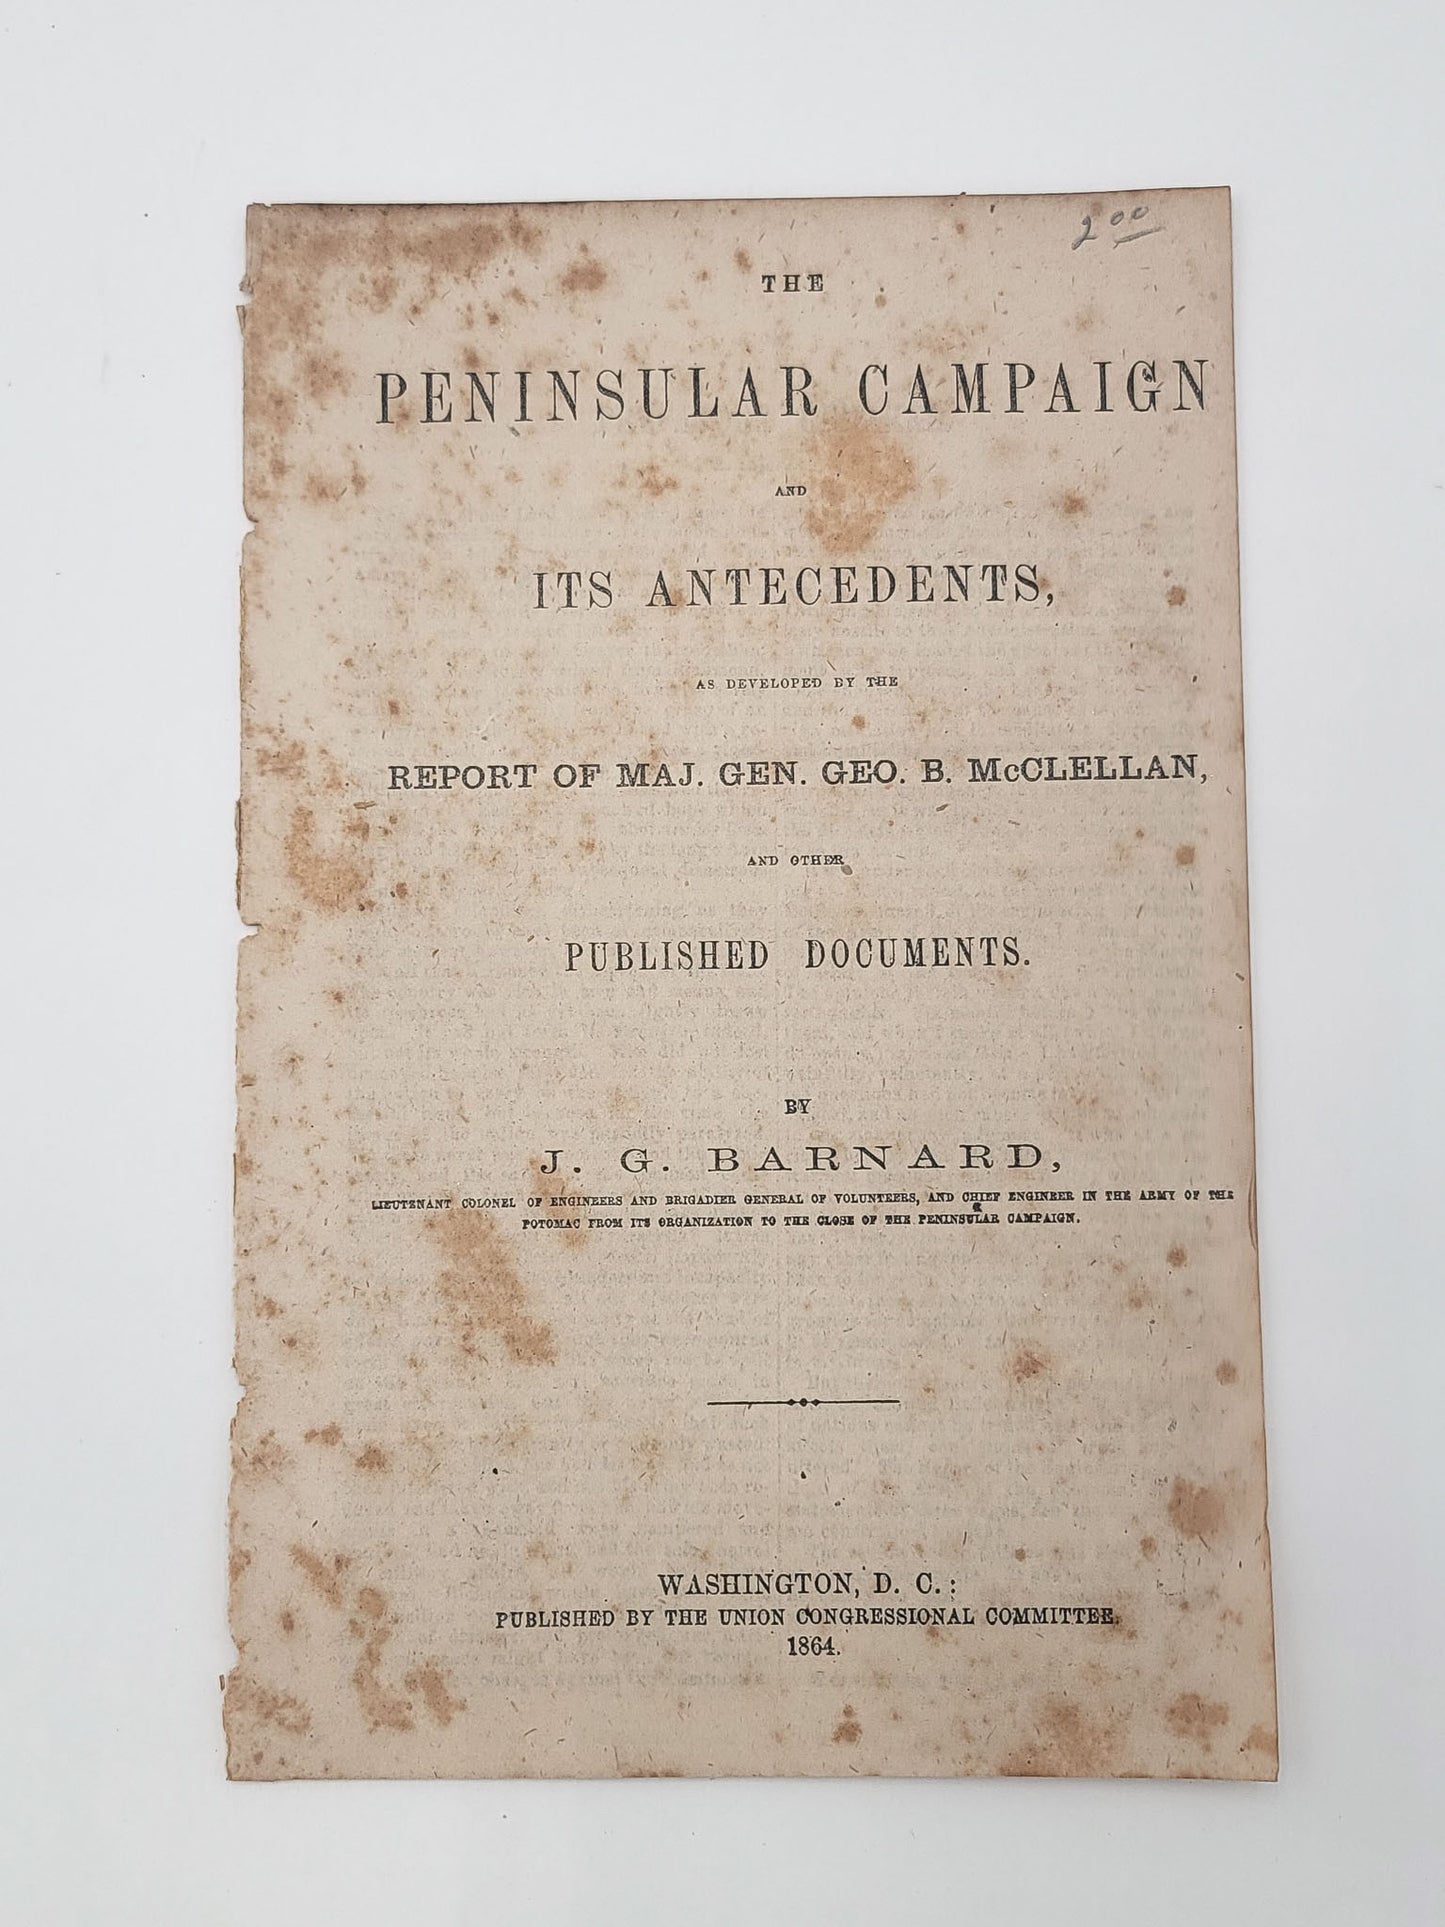 2 00
THE
PENINSULAR CAMPAIGN
AND
ITS ANTECEDENTS,
AS DEVELOPED BY THE
REPORT OF MAJ. GEN. GEO. B. McCLELLAN,
AND OTHER
PUBLISHED DOCUMENTS.
BY
J. G. BARNARD,
LIEUTENANT COLONEL OF ENGINEERS AND BRIGADIER GENERAL OF VOLUNTEERS, AND CHIEF ENGINEER IN THE ARMY OF THE
POTOMAC FROM ITS ORGANIZATION TO THE CLOSE OF THE PENINSULAR CAMPAIGN.
WASHINGTON, D. C.:
PUBLISHED BY THE UNION CONGRESSIONAL COMMITTEE.
1864.